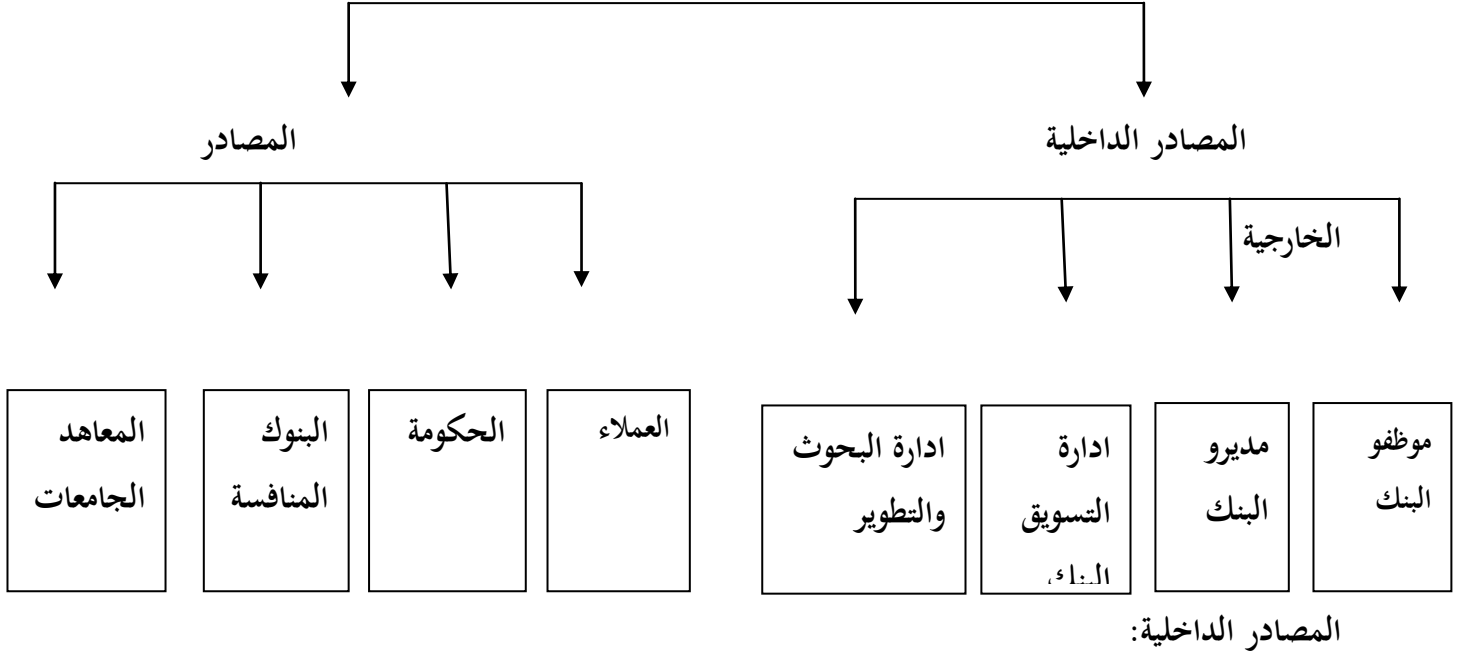 المصادر الداخلية المصادر
الخارجية
موظفو
البنك
مديرو
البنك
ادارة
التسويق
البنك
ادارة البحوث
والتطوير
العملاء
الحكومة
البنوك
المنافسة
المعاهد
الجامعات
المصادر الداخلية: